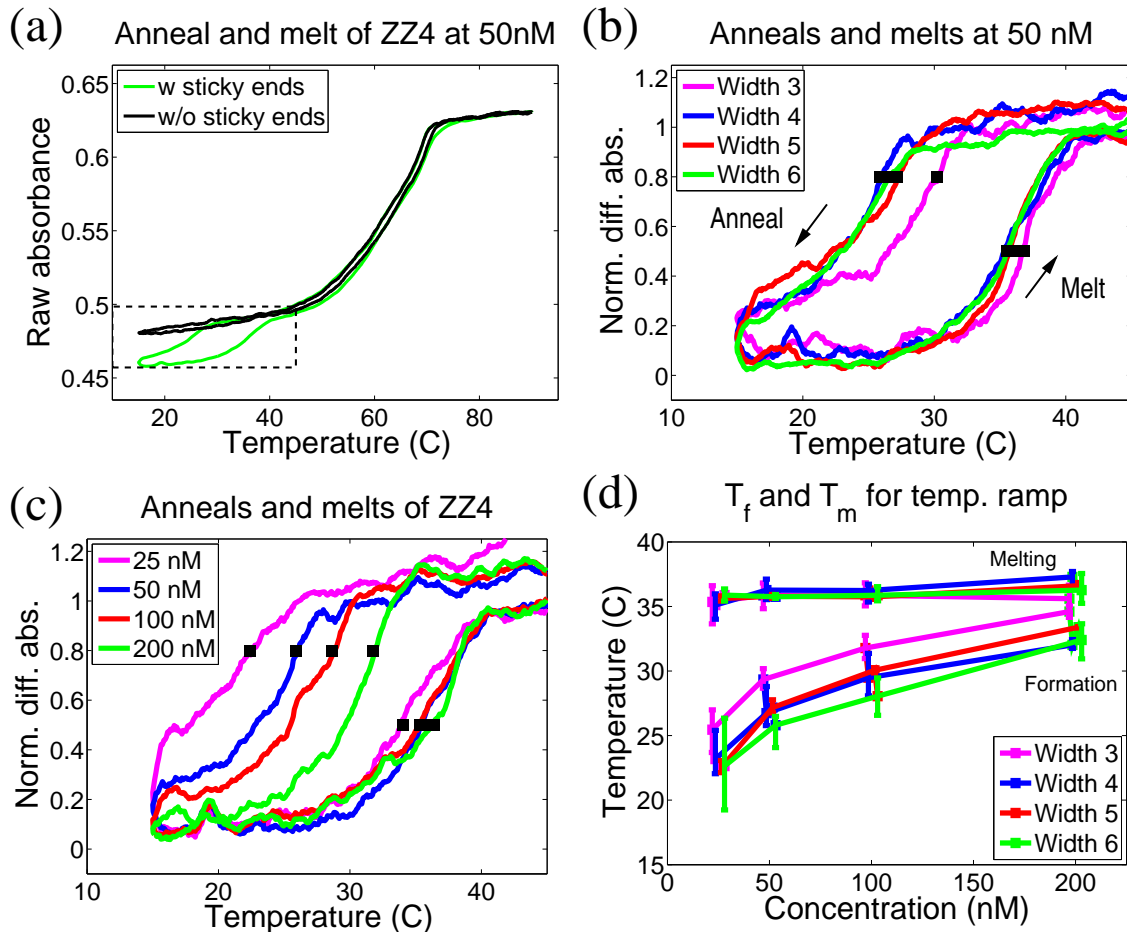 (a)
Anneal and melt of ZZ4 at 50nM
w sticky ends
w/o sticky ends
0.65
0.6
0.55
0.5
0.45
Raw absorbance
20
40
60
80
Temperature (C)
(b)
Anneals and melts at 50 nM
Width 3
Width 4
Width 5
Width 6
Anneal
Melt
1.2
1
0.8
0.6
0.4
0.2
0
Norm. diff. abs.
10
20
30
40
Temperature (C)
(c)
Anneals and melts of ZZ4
25 nM
50 nM
100 nM
200 nM
1.2
1
0.8
0.6
0.4
0.2
0
Norm. diff. abs.
10
20
30
40
Temperature (C)
(d)
T_f and T_m for temp. ramp
Melting
Formation
Width 3
Width 4
Width 5
Width 6
40
35
30
25
22
15
Temperature (C)
0
50
100
150
200
Concentration (nM)